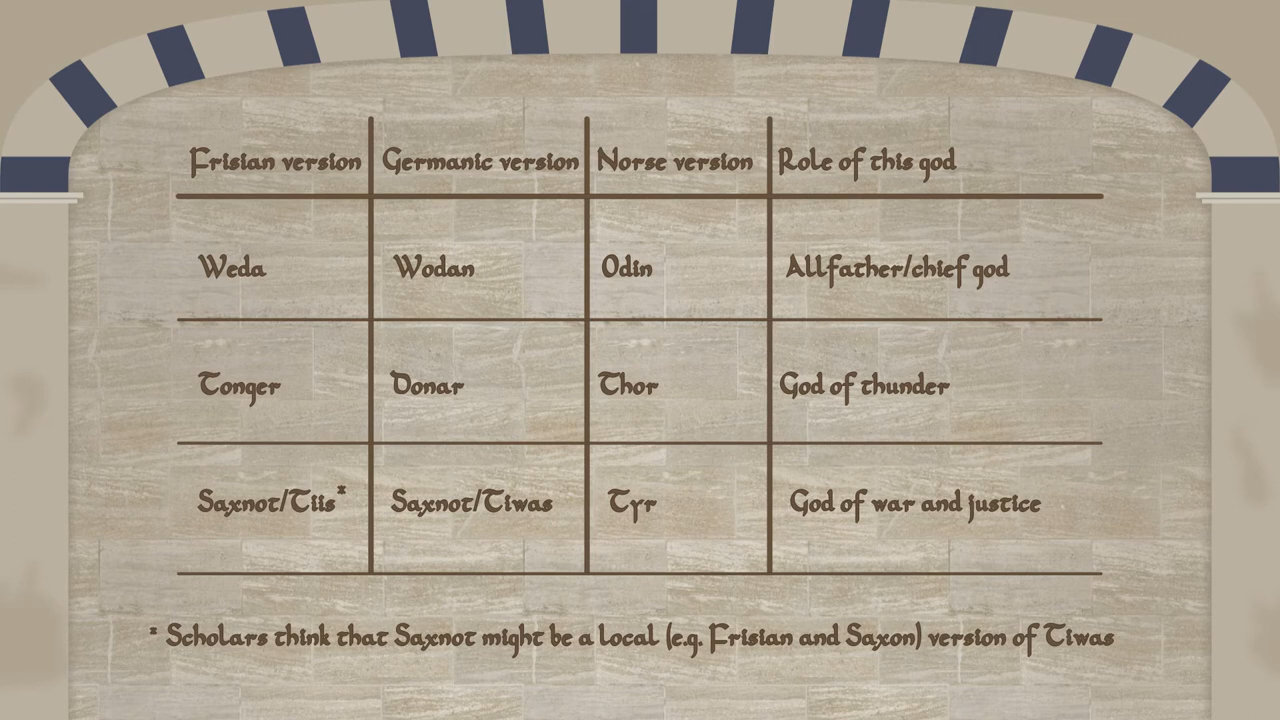 Frisian version Germanic version Norse version Role of this god
Weda Wodan Odin Allfather/chief god
Tonger Donar Thor God of thunder
Saxnot/Tiis* Saxnot/Tiwas Tyr God of war and justice
* Scholars think that Saxnot might be a local (e.g. Frisian and Saxon) version of Tiwas